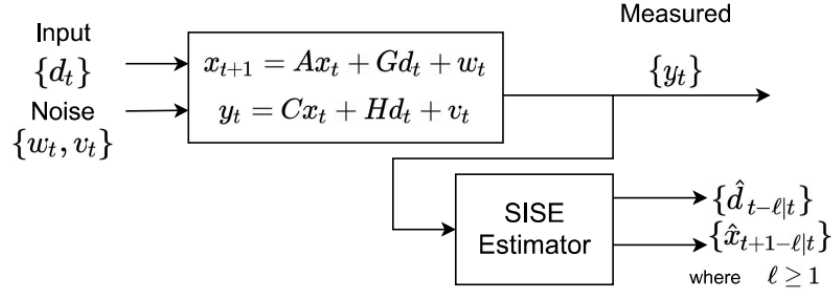 Input
{d_t}
Noise
{w_t, v_t}
x_{t+1} = Ax_t + Gd_t + w_t
y_t = Cx_t + Hd_t + v_t
Measured
{y_t}
SISE
Estimator
{\hat{d}_{t-ℓ|t}}
{\hat{x}_{t+1-ℓ|t}}
where ℓ ≥ 1